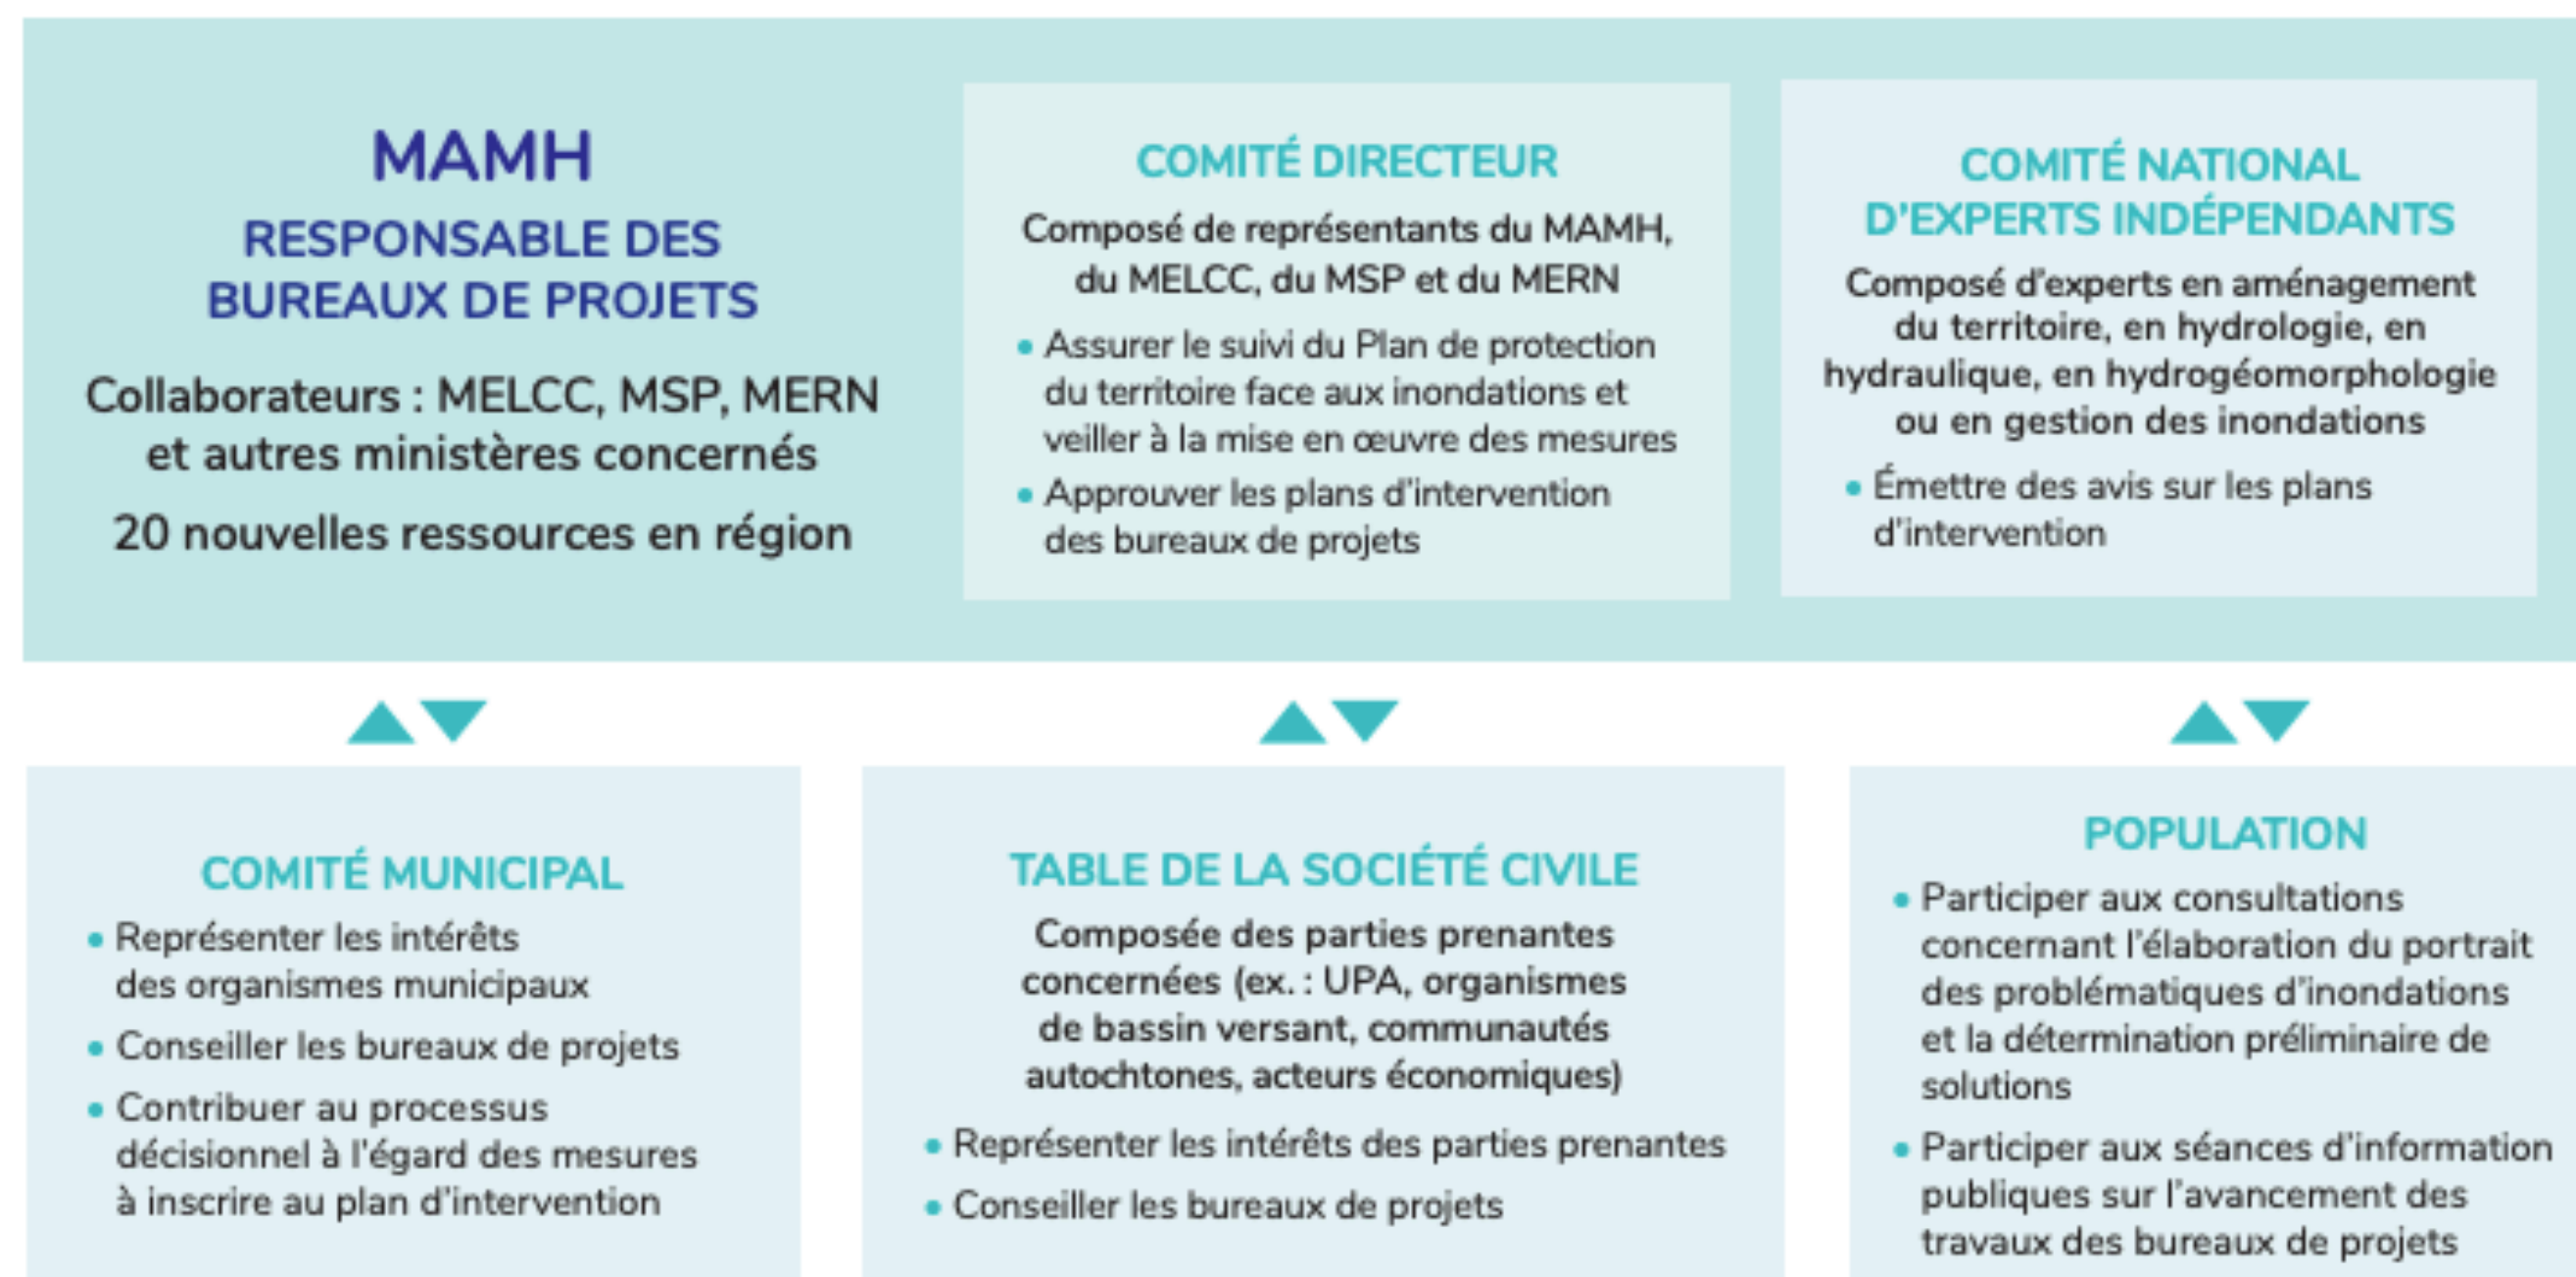 MAMH
RESPONSABLE DES
BUREAUX DE PROJETS
Collaborateurs : MELCC, MSP, MERN
et autres ministères concernés
20 nouvelles ressources en région
COMITÉ DIRECTEUR
Composé de représentants du MAMH,
du MELCC, du MSP et du MERN
• Assurer le suivi du Plan de protection
du territoire face aux inondations et
veiller à la mise en œuvre des mesures
• Approuver les plans d'intervention
des bureaux de projets
COMITÉ NATIONAL
D'EXPERTS INDÉPENDANTS
Composé d'experts en aménagement
du territoire, en hydrologie, en
hydraulique, en hydrogéomorphologie
ou en gestion des inondations
• Émettre des avis sur les plans
d'intervention
COMITÉ MUNICIPAL
• Représenter les intérêts
des organismes municipaux
• Conseiller les bureaux de projets
• Contribuer au processus
décisionnel à l'égard des mesures
à inscrire au plan d'intervention
TABLE DE LA SOCIÉTÉ CIVILE
Composée des parties prenantes
concernées (ex. : UPA, organismes
de bassin versant, communautés
autochtones, acteurs économiques)
• Représenter les intérêts des parties prenantes
• Conseiller les bureaux de projets
POPULATION
• Participer aux consultations
concernant l'élaboration du portrait
des problématiques d'inondations
et la détermination préliminaire de
solutions
• Participer aux séances d'information
publiques sur l'avancement des
travaux des bureaux de projets